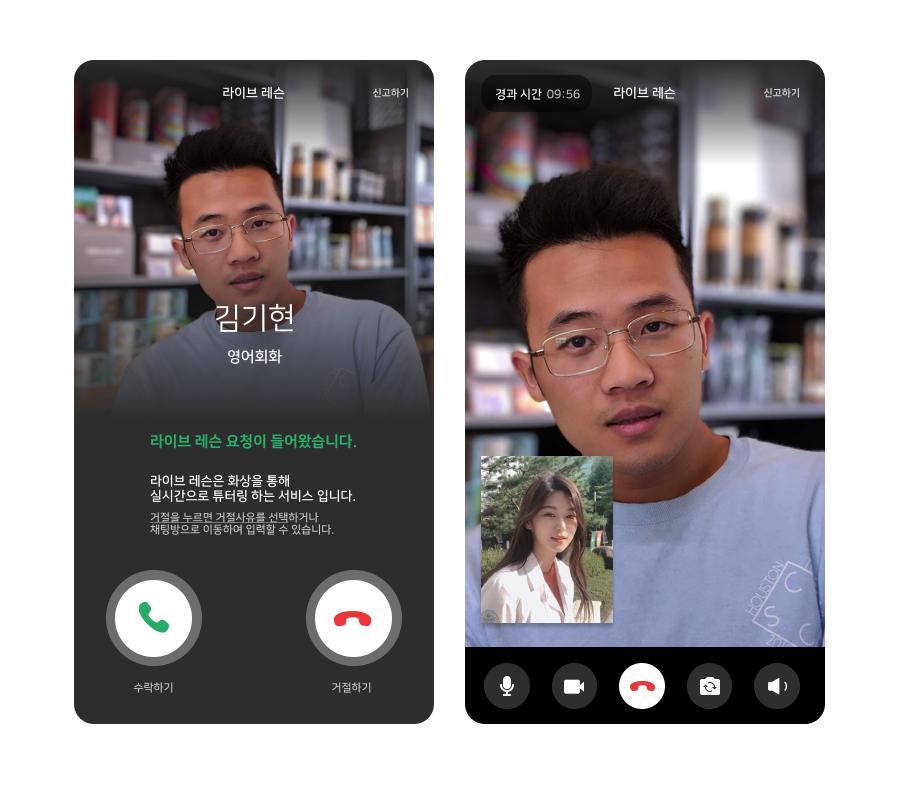 라이브 레슨
신고하기
김기현
영어회화
라이브 레슨 요청이 들어왔습니다.
라이브 레슨은 화상을 통해
실시간으로 튜터링 하는 서비스 입니다.
거절을 누르면 거절사유를 선택하거나
채팅방으로 이동하여 입력할 수 있습니다.
수락하기
거절하기
경과 시간 09:56
라이브 레슨
신고하기
HOUSTON
S C
S C